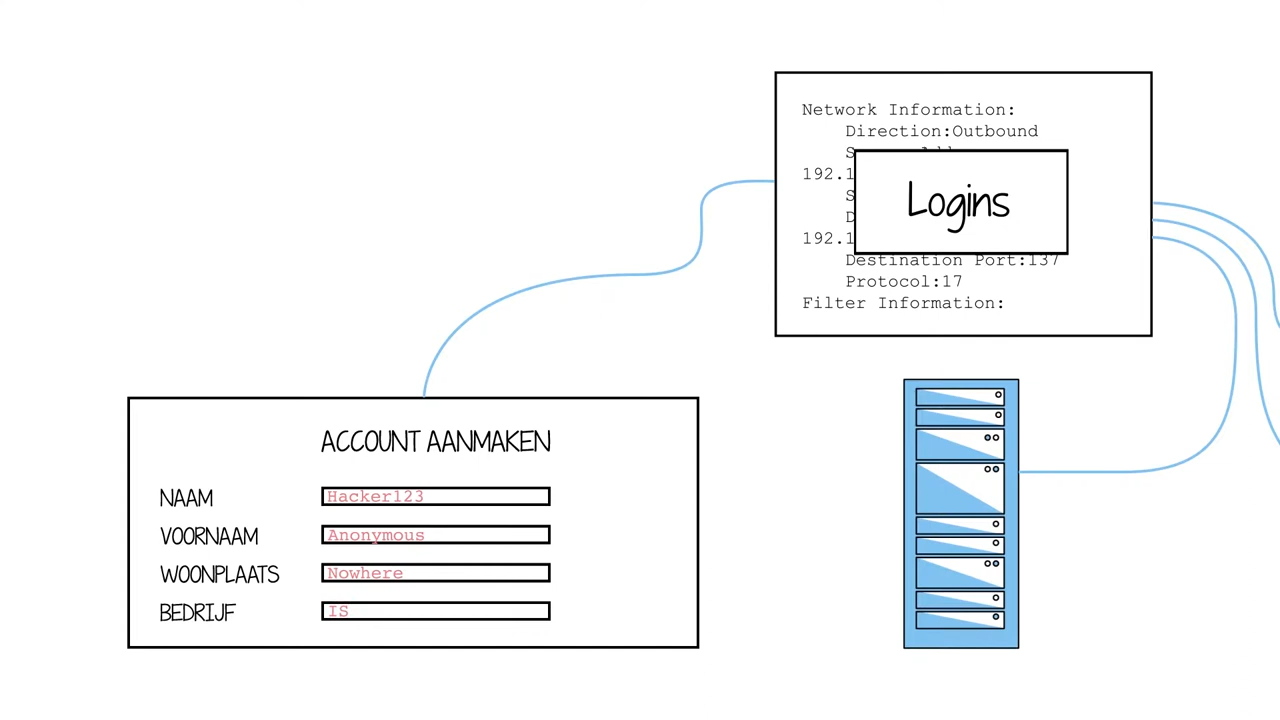 Network Information:
Direction:Outbound
S
192.1
S
D
192.1
Destination Port:137
Protocol:17
Filter Information:
Logins
ACCOUNT AANMAKEN
NAAM Hacker123
VOORNAAM Anonymous
WOONPLAATS Nowhere
BEDRIJF IS